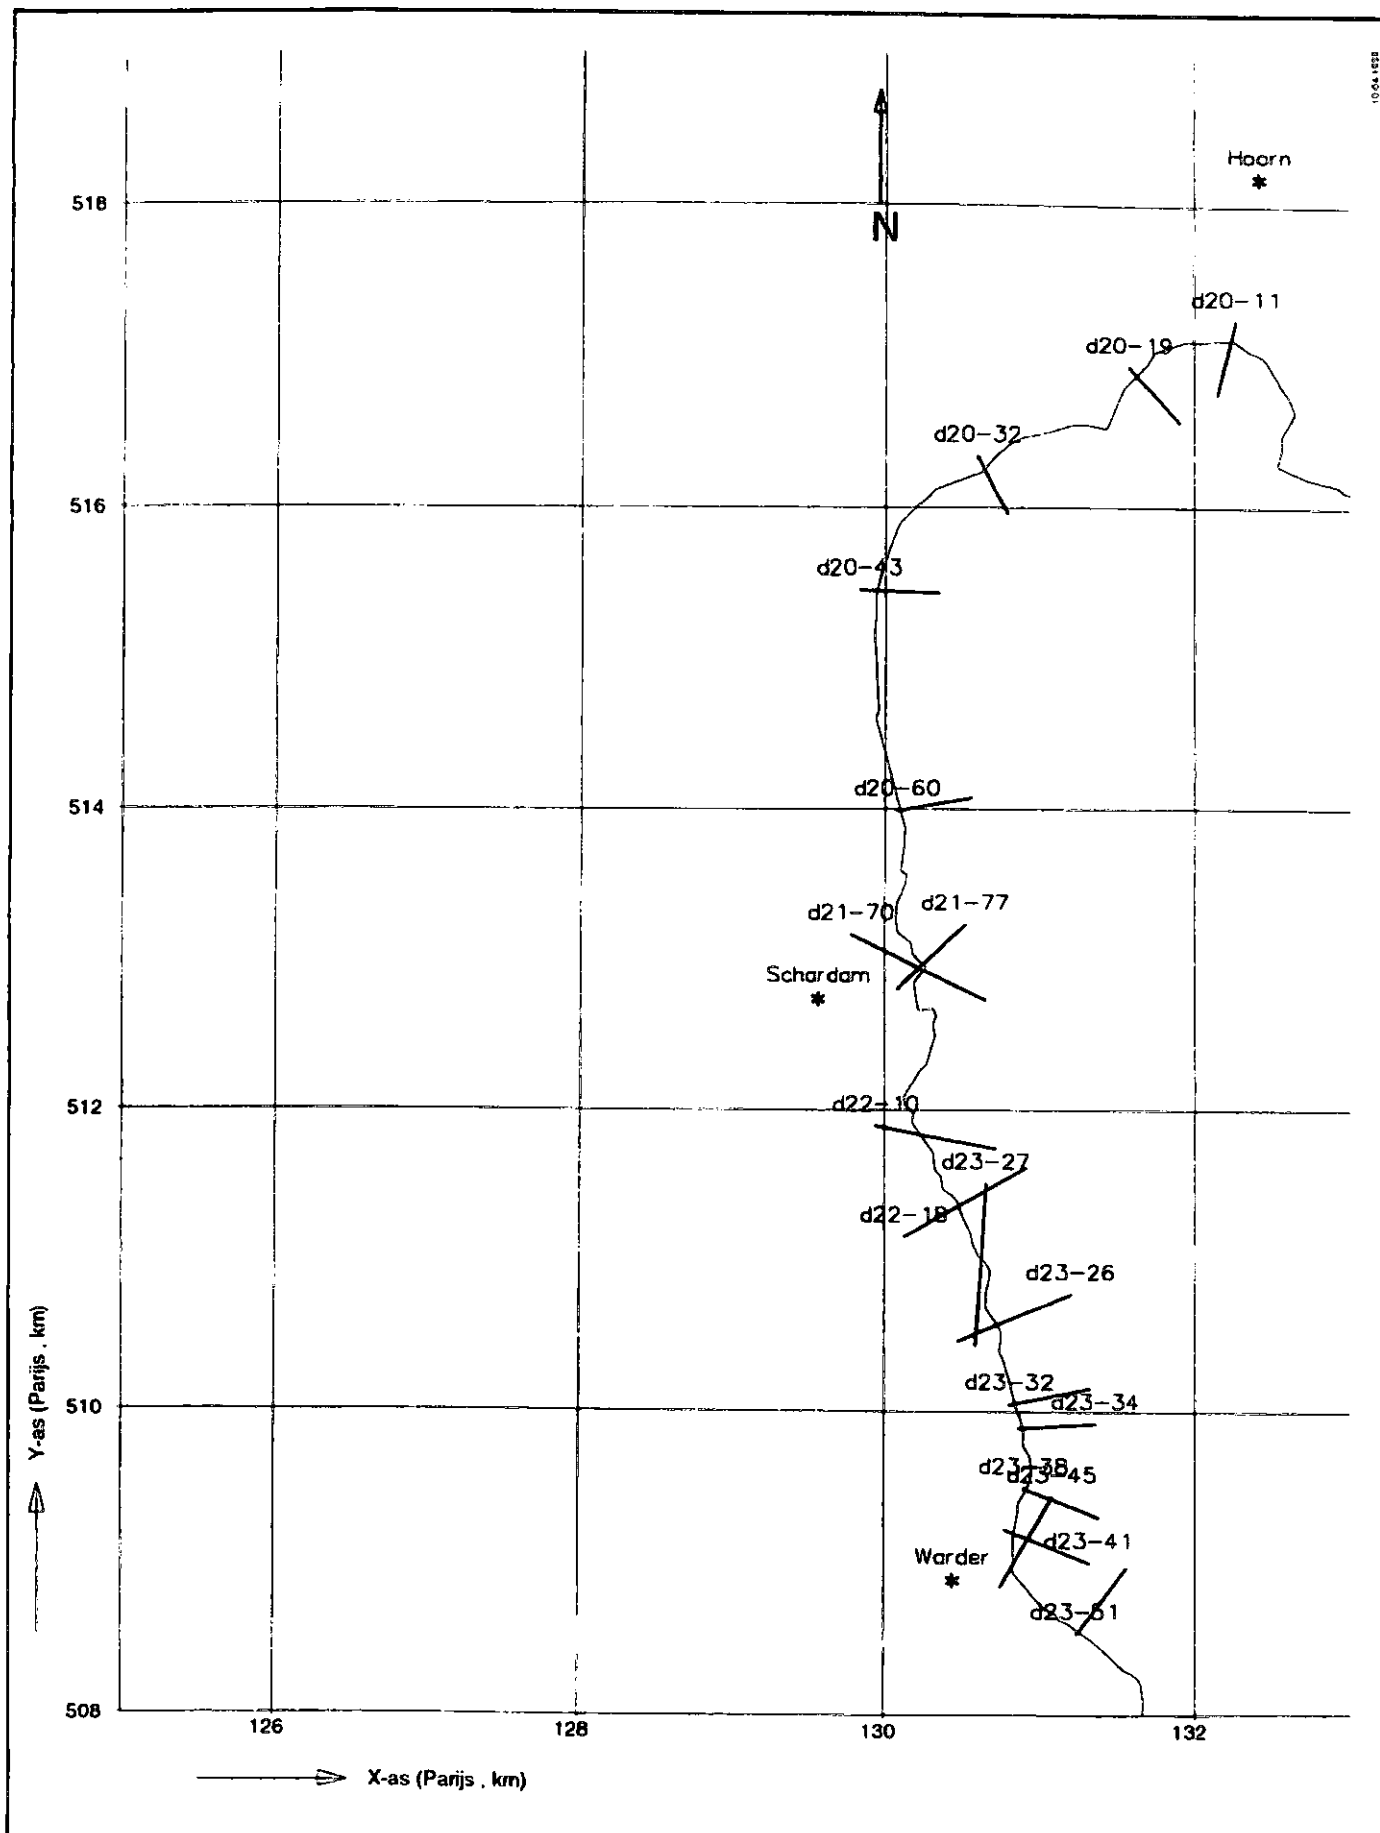 Hoorn
518
N
d20-11
d20-19
d20-32
516
d20-43
d20-60
514
d21-77
d21-70
Schardam
512
d22-10
d23-27
d22-18
d23-26
d23-32
510
d23-34
d23-38
d23-45
d23-41
Warder
d23-51
508
126
128
130
132
Y-as (Parijs , km)
X-as (Parijs , km)